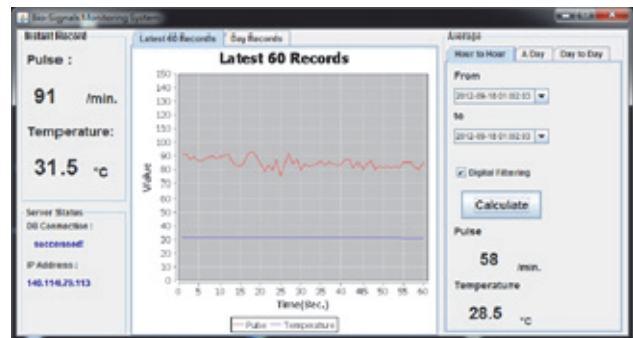 Bio-Signals Monitoring System
Instant Record
Pulse :
91 /min.
Temperature:
31.5 °C
Server Status
DB Connection :
successed!
IP Address :
140.114.75.113
Latest 60 Records
Day Records
Latest 60 Records
150
140
130
120
110
100
90
80
70
60
50
40
30
20
10
0
Value
0 5 10 15 20 25 30 35 40 45 50 55 60
Time(Sec.)
Pulse Temperature
Average
Hour to Hour
A Day
Day to Day
From
2012-09-18 01:02:03
to
2012-09-18 01:02:03
Digital Filtering
Calculate
Pulse
58 /min.
Temperature
28.5 °C